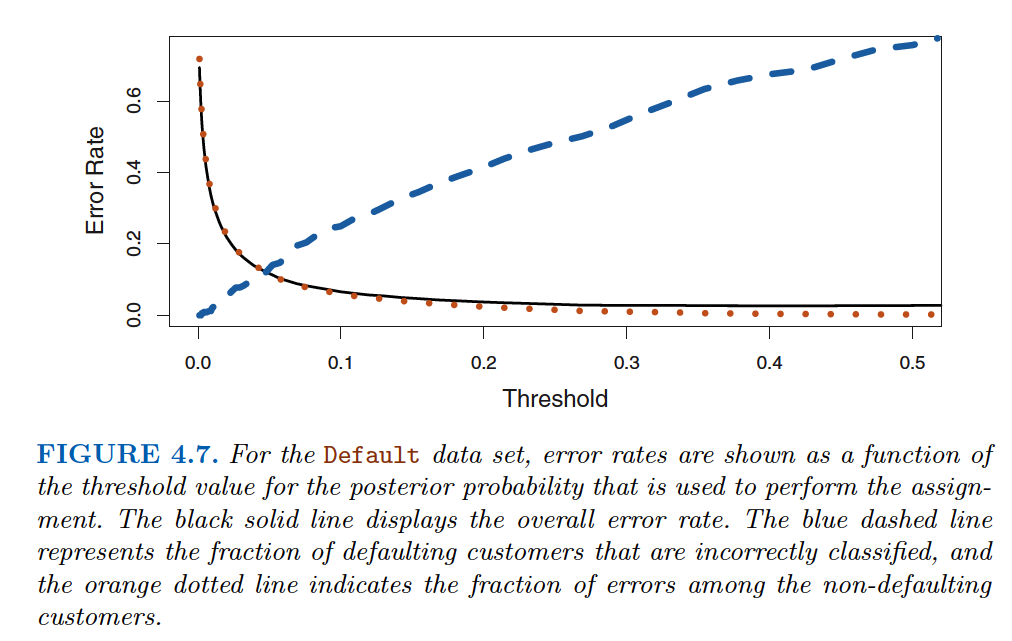 Error Rate
0.6
0.4
0.2
0.0
0.0 0.1 0.2 0.3 0.4 0.5
Threshold
FIGURE 4.7. For the Default data set, error rates are shown as a function of
the threshold value for the posterior probability that is used to perform the assign-
ment. The black solid line displays the overall error rate. The blue dashed line
represents the fraction of defaulting customers that are incorrectly classified, and
the orange dotted line indicates the fraction of errors among the non-defaulting
customers.